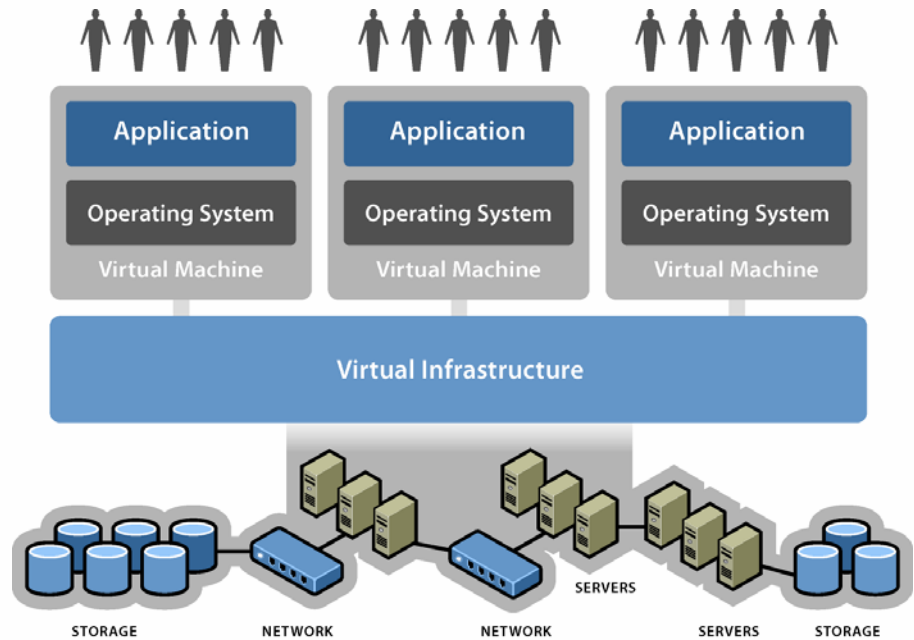 Application
Operating System
Virtual Machine
Application
Operating System
Virtual Machine
Application
Operating System
Virtual Machine
Virtual Infrastructure
SERVERS
STORAGE
NETWORK
NETWORK
SERVERS
STORAGE